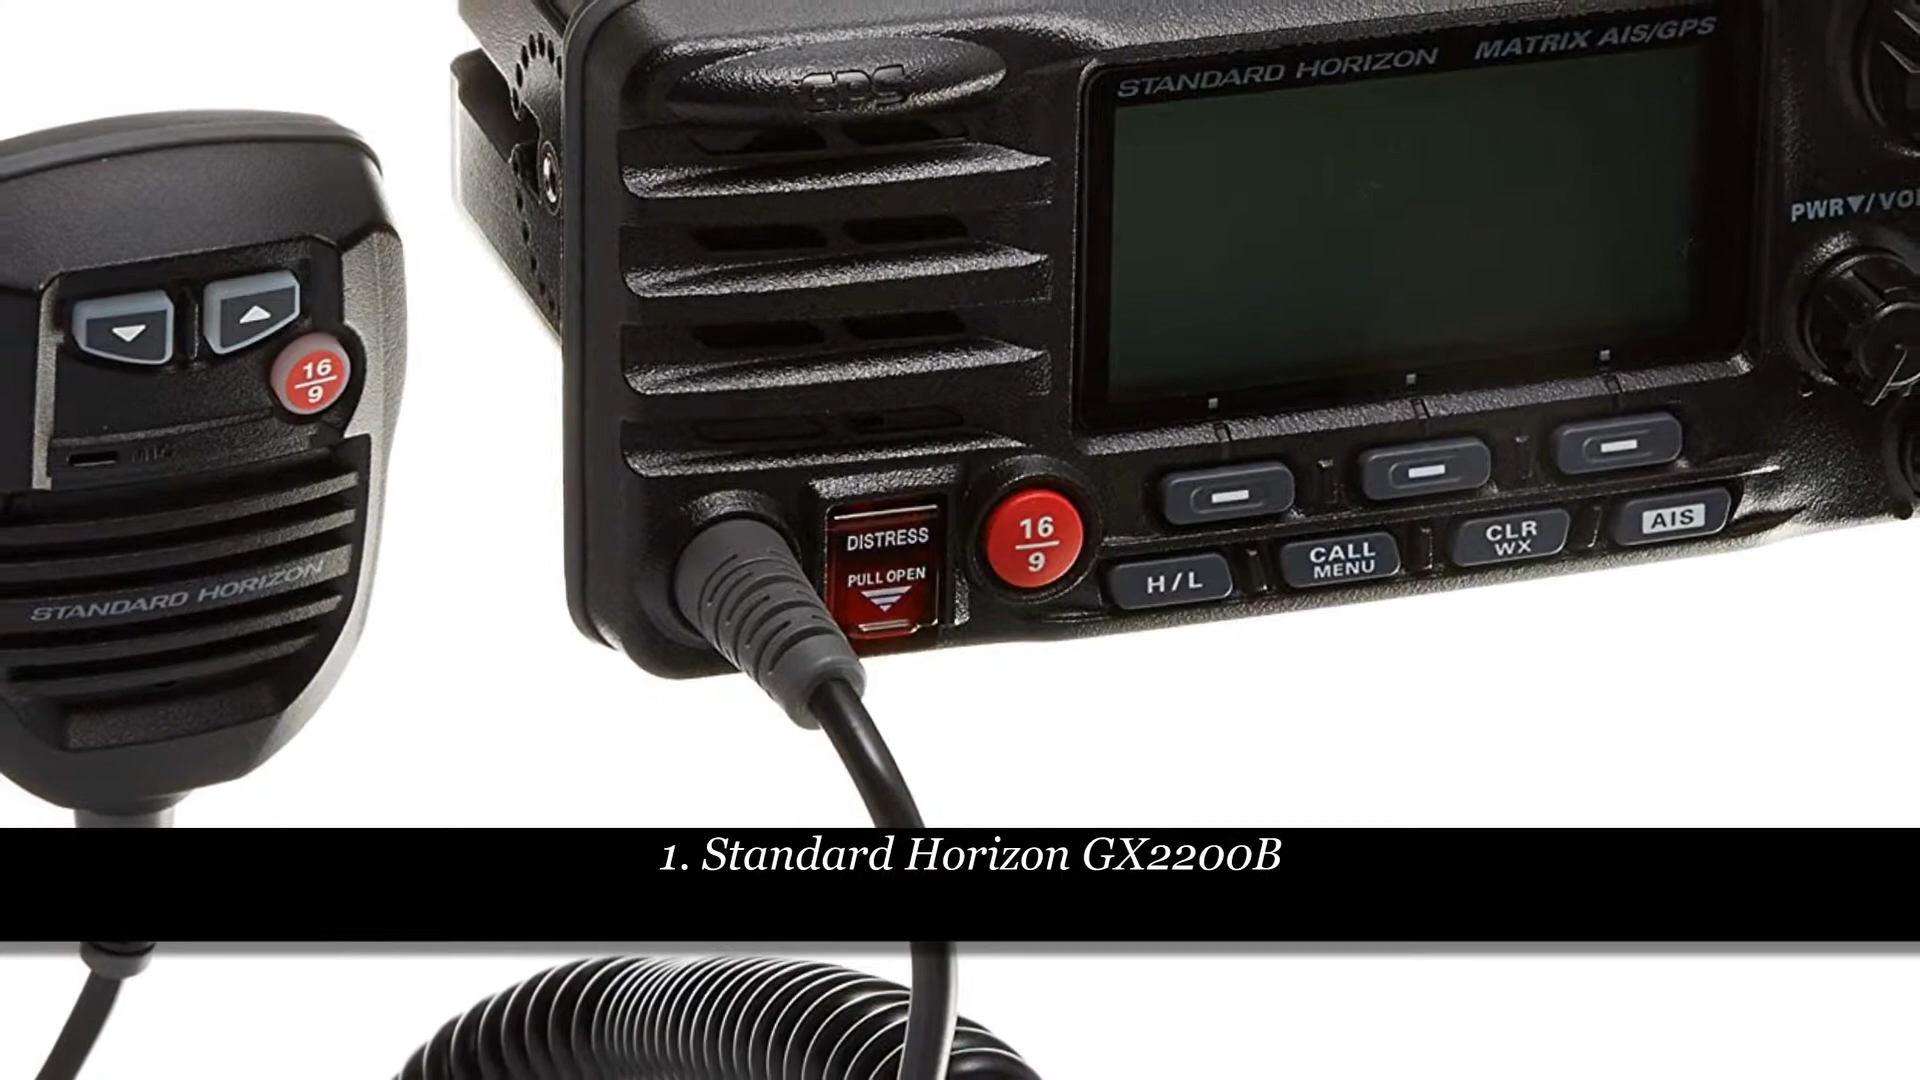 GPS
STANDARD HORIZON MATRIX AIS/GPS
PWR▼/VOL
16
9
DISTRESS
PULL OPEN
16
9
H/L
CALL
MENU
CLR
WX
AIS
STANDARD HORIZON
1. Standard Horizon GX2200B